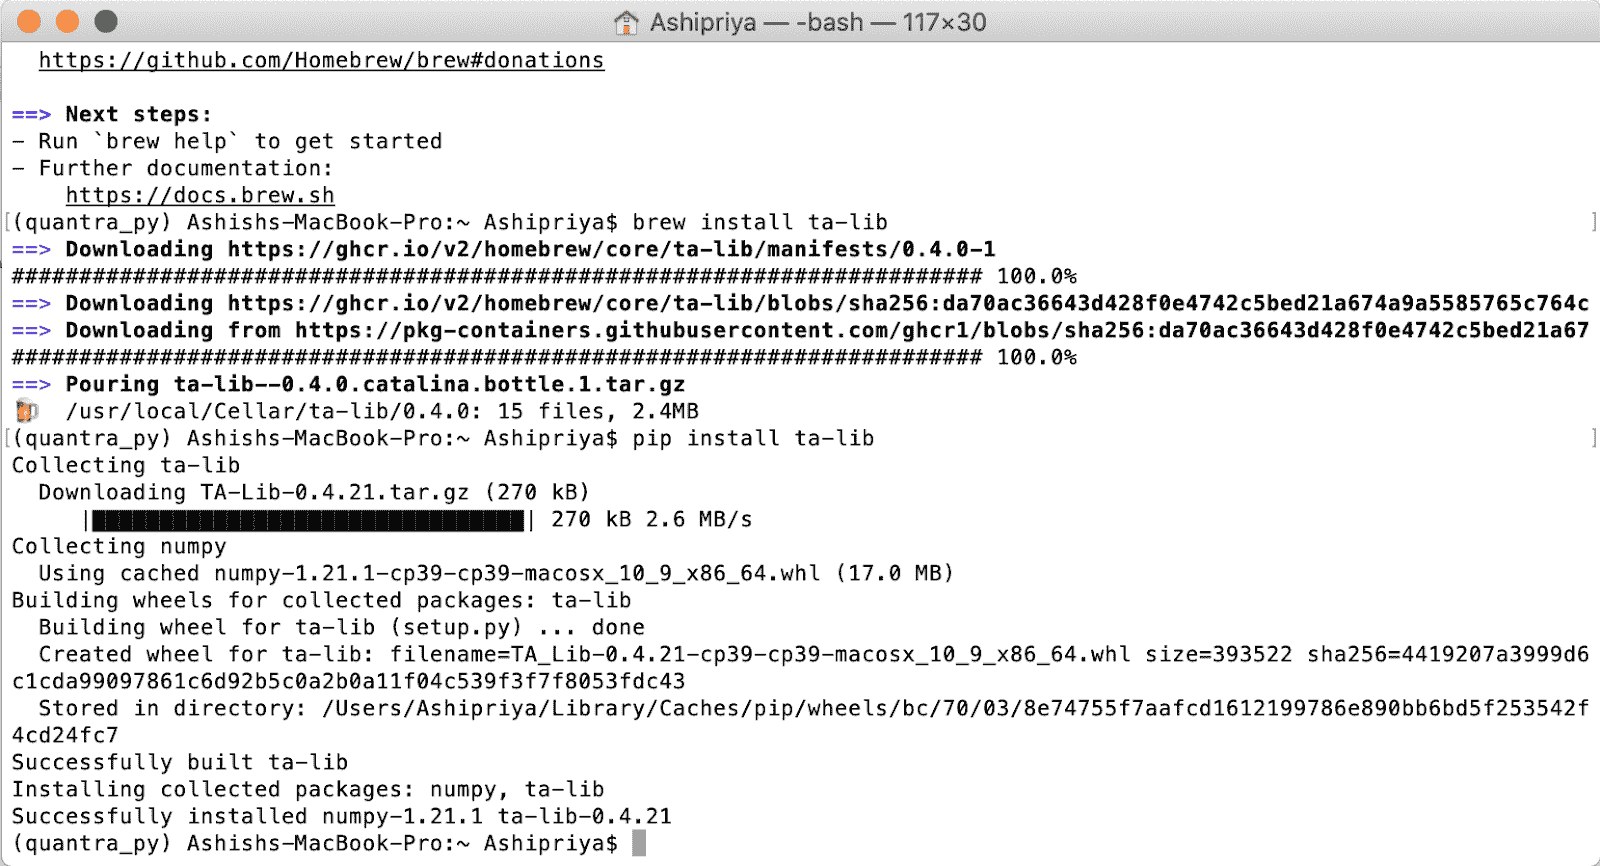 Ashipriya — -bash — 117×30
https://github.com/Homebrew/brew#donations
==> Next steps:
- Run `brew help` to get started
- Further documentation:
https://docs.brew.sh
[(quantra_py) Ashishs-MacBook-Pro:~ Ashipriya$ brew install ta-lib ]
==> Downloading https://ghcr.io/v2/homebrew/core/ta-lib/manifests/0.4.0-1
######################################################################## 100.0%
==> Downloading https://ghcr.io/v2/homebrew/core/ta-lib/blobs/sha256:da70ac36643d428f0e4742c5bed21a674a9a5585765c764c
==> Downloading from https://pkg-containers.githubusercontent.com/ghcr1/blobs/sha256:da70ac36643d428f0e4742c5bed21a67
######################################################################## 100.0%
==> Pouring ta-lib--0.4.0.catalina.bottle.1.tar.gz
🍺 /usr/local/Cellar/ta-lib/0.4.0: 15 files, 2.4MB
[(quantra_py) Ashishs-MacBook-Pro:~ Ashipriya$ pip install ta-lib ]
Collecting ta-lib
Downloading TA-Lib-0.4.21.tar.gz (270 kB)
|████████████████████████████████| 270 kB 2.6 MB/s
Collecting numpy
Using cached numpy-1.21.1-cp39-cp39-macosx_10_9_x86_64.whl (17.0 MB)
Building wheels for collected packages: ta-lib
Building wheel for ta-lib (setup.py) ... done
Created wheel for ta-lib: filename=TA_Lib-0.4.21-cp39-cp39-macosx_10_9_x86_64.whl size=393522 sha256=4419207a3999d6
c1cda99097861c6d92b5c0a2b0a11f04c539f3f7f8053fdc43
Stored in directory: /Users/Ashipriya/Library/Caches/pip/wheels/bc/70/03/8e74755f7aafcd1612199786e890bb6bd5f253542f
4cd24fc7
Successfully built ta-lib
Installing collected packages: numpy, ta-lib
Successfully installed numpy-1.21.1 ta-lib-0.4.21
(quantra_py) Ashishs-MacBook-Pro:~ Ashipriya$